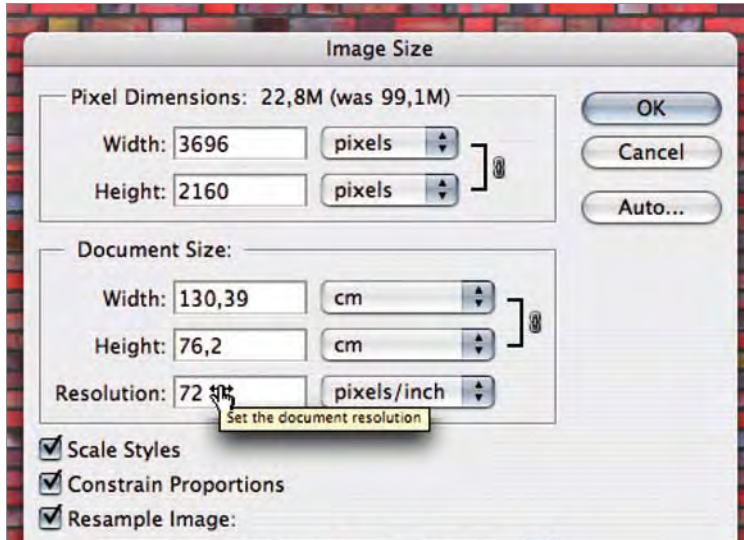 Image Size
Pixel Dimensions: 22,8M (was 99,1M)
OK
Width: 3696 pixels
Cancel
Height: 2160 pixels
Auto...
Document Size:
Width: 130,39 cm
Height: 76,2 cm
Resolution: 72 pixels/inch
Set the document resolution
Scale Styles
Constrain Proportions
Resample Image: